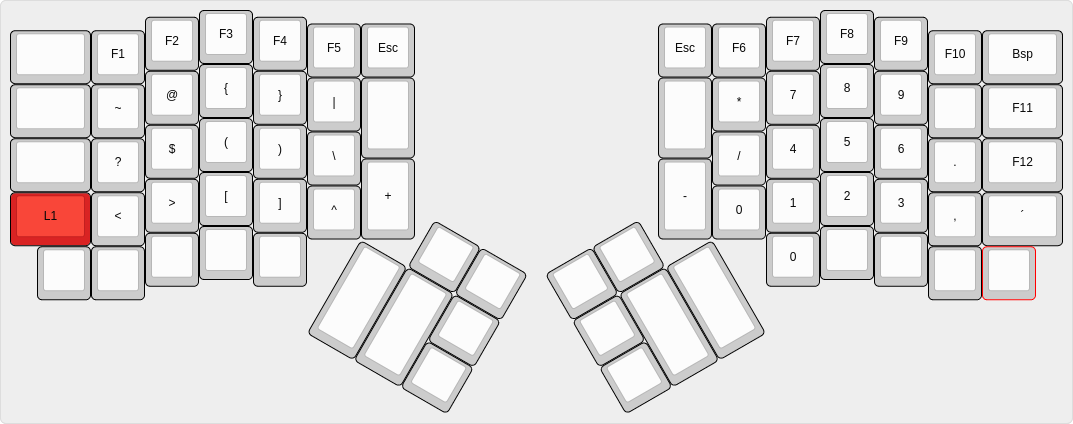 F1 F2 F3 F4 F5 Esc Esc F6 F7 F8 F9 F10 Bsp
~ @ { } | * 7 8 9 F11
? $ ( ) \ / 4 5 6 . F12
L1 < > [ ] ^ + - 0 1 2 3 , ´
0